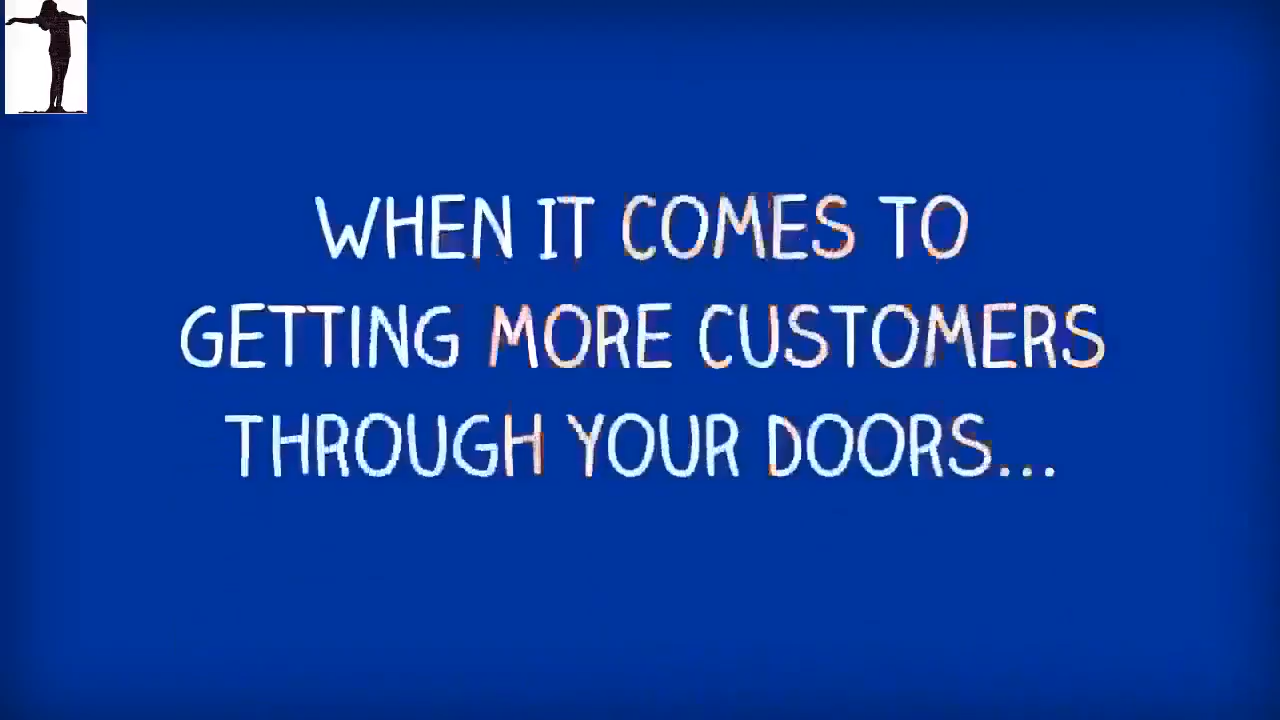 WHEN IT COMES TO
GETTING MORE CUSTOMERS
THROUGH YOUR DOORS...